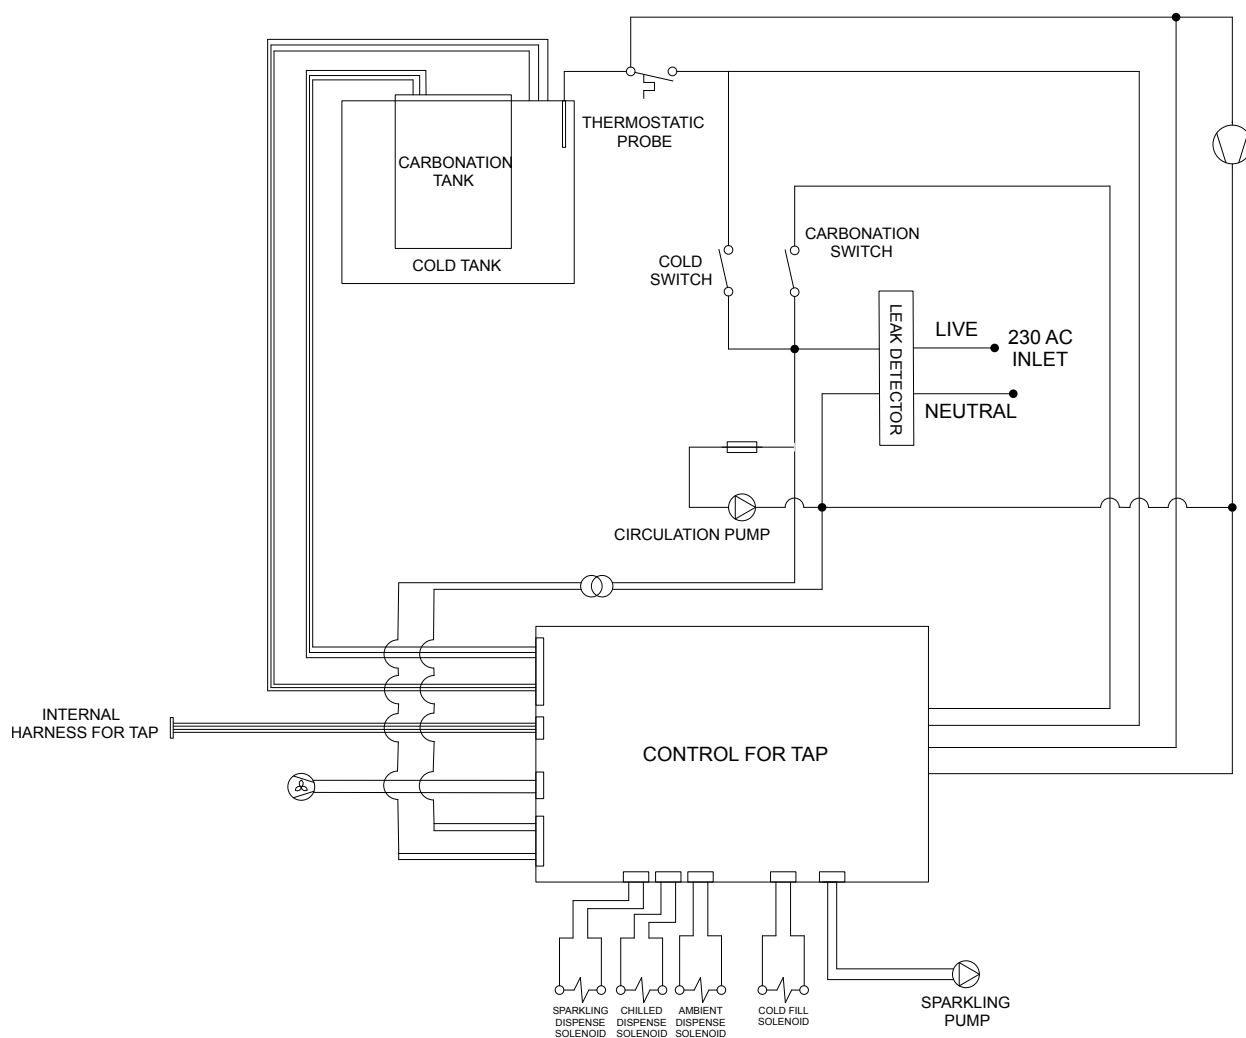 THERMOSTATIC
PROBE
CARBONATION
TANK
COLD TANK
CARBONATION
SWITCH
COLD
SWITCH
LEAK DETECTOR
LIVE
230 AC
INLET
NEUTRAL
CIRCULATION PUMP
INTERNAL
HARNESS FOR TAP
CONTROL FOR TAP
SPARKLING
DISPENSE
SOLENOID
CHILLED
DISPENSE
SOLENOID
AMBIENT
DISPENSE
SOLENOID
COLD FILL
SOLENOID
SPARKLING
PUMP